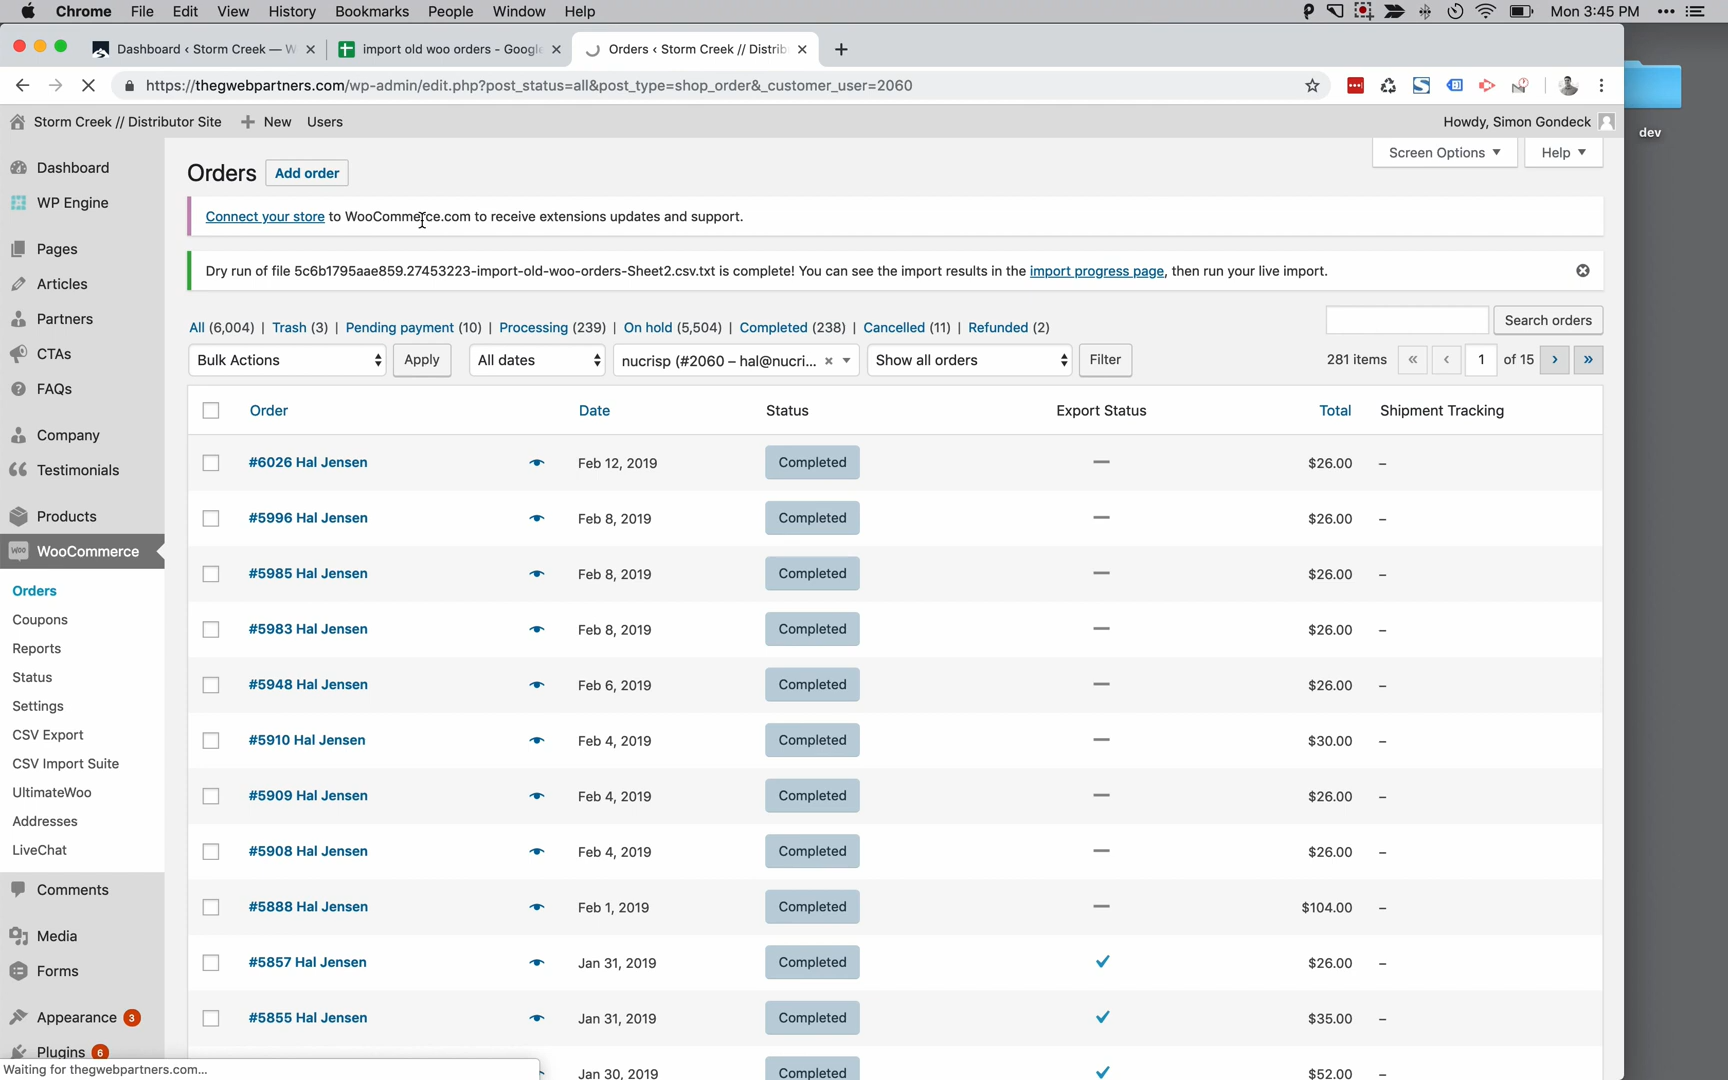 Chrome File Edit View History Bookmarks People Window Help Mon 3:45 PM
Dashboard ‹ Storm Creek — W import old woo orders - Google Orders ‹ Storm Creek // Distrib
https://thegwebpartners.com/wp-admin/edit.php?post_status=all&post_type=shop_order&_customer_user=2060
Storm Creek // Distributor Site New Users Howdy, Simon Gondeck
dev
Dashboard
WP Engine
Pages
Articles
Partners
CTAs
FAQs
Company
Testimonials
Products
WooCommerce
Orders
Coupons
Reports
Status
Settings
CSV Export
CSV Import Suite
UltimateWoo
Addresses
LiveChat
Comments
Media
Forms
Appearance 3
Plugins 6
Waiting for thegwebpartners.com...
Screen Options Help
Orders Add order
Connect your store to WooCommerce.com to receive extensions updates and support.
Dry run of file 5c6b1795aae859.27453223-import-old-woo-orders-Sheet2.csv.txt is complete! You can see the import results in the import progress page, then run your live import.
All (6,004) | Trash (3) | Pending payment (10) | Processing (239) | On hold (5,504) | Completed (238) | Cancelled (11) | Refunded (2) Search orders
Bulk Actions Apply All dates nucrisp (#2060 – hal@nucri... × Show all orders Filter 281 items « ‹ 1 of 15 › »
Order Date Status Export Status Total Shipment Tracking
#6026 Hal Jensen Feb 12, 2019 Completed — $26.00 –
#5996 Hal Jensen Feb 8, 2019 Completed — $26.00 –
#5985 Hal Jensen Feb 8, 2019 Completed — $26.00 –
#5983 Hal Jensen Feb 8, 2019 Completed — $26.00 –
#5948 Hal Jensen Feb 6, 2019 Completed — $26.00 –
#5910 Hal Jensen Feb 4, 2019 Completed — $30.00 –
#5909 Hal Jensen Feb 4, 2019 Completed — $26.00 –
#5908 Hal Jensen Feb 4, 2019 Completed — $26.00 –
#5888 Hal Jensen Feb 1, 2019 Completed — $104.00 –
#5857 Hal Jensen Jan 31, 2019 Completed ✓ $26.00 –
#5855 Hal Jensen Jan 31, 2019 Completed ✓ $35.00 –
Jan 30, 2019 Completed ✓ $52.00 –